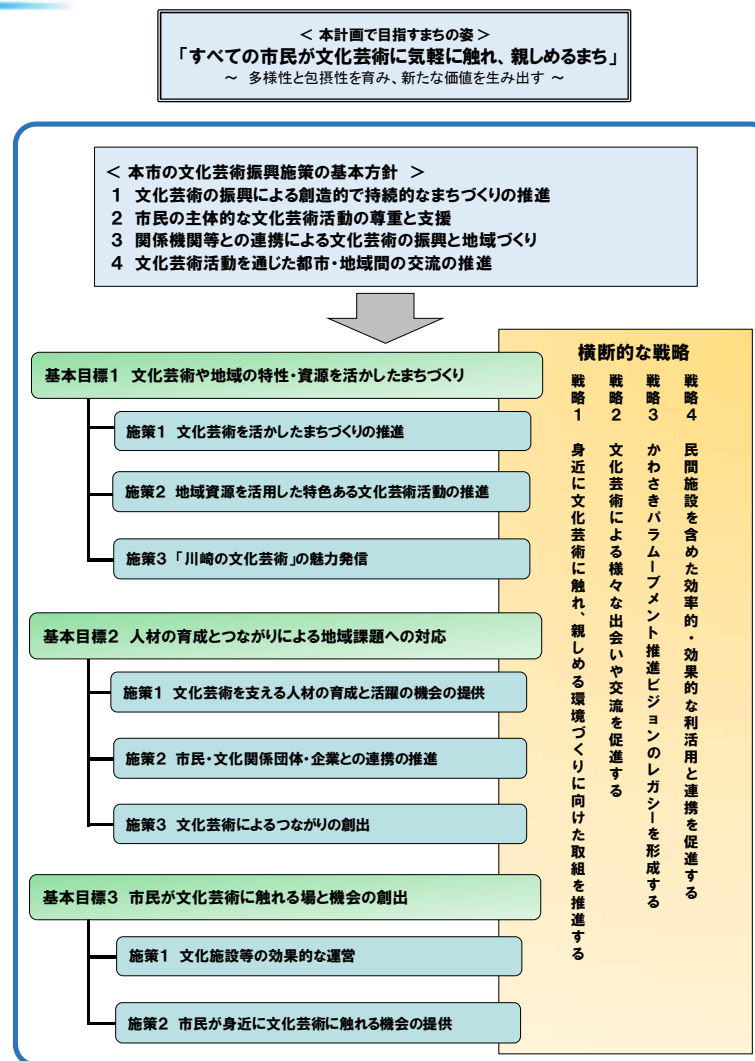 ＜ 本計画で目指すまちの姿 ＞
「すべての市民が文化芸術に気軽に触れ、親しめるまち」
～ 多様性と包摂性を育み、新たな価値を生み出す ～
＜ 本市の文化芸術振興施策の基本方針 ＞
1 文化芸術の振興による創造的で持続的なまちづくりの推進
2 市民の主体的な文化芸術活動の尊重と支援
3 関係機関等との連携による文化芸術の振興と地域づくり
4 文化芸術活動を通じた都市・地域間の交流の推進
基本目標1 文化芸術や地域の特性・資源を活かしたまちづくり
施策1 文化芸術を活かしたまちづくりの推進
施策2 地域資源を活用した特色ある文化芸術活動の推進
施策3 「川崎の文化芸術」の魅力発信
基本目標2 人材の育成とつながりによる地域課題への対応
施策1 文化芸術を支える人材の育成と活躍の機会の提供
施策2 市民・文化関係団体・企業との連携の推進
施策3 文化芸術によるつながりの創出
基本目標3 市民が文化芸術に触れる場と機会の創出
施策1 文化施設等の効果的な運営
施策2 市民が身近に文化芸術に触れる機会の提供
横断的な戦略
戦略1 身近に文化芸術に触れ、親しめる環境づくりに向けた取組を推進する
戦略2 文化芸術による様々な出会いや交流を促進する
戦略3 かわさきパラムーブメント推進ビジョンのレガシーを形成する
戦略4 民間施設を含めた効率的・効果的な利活用と連携を促進する